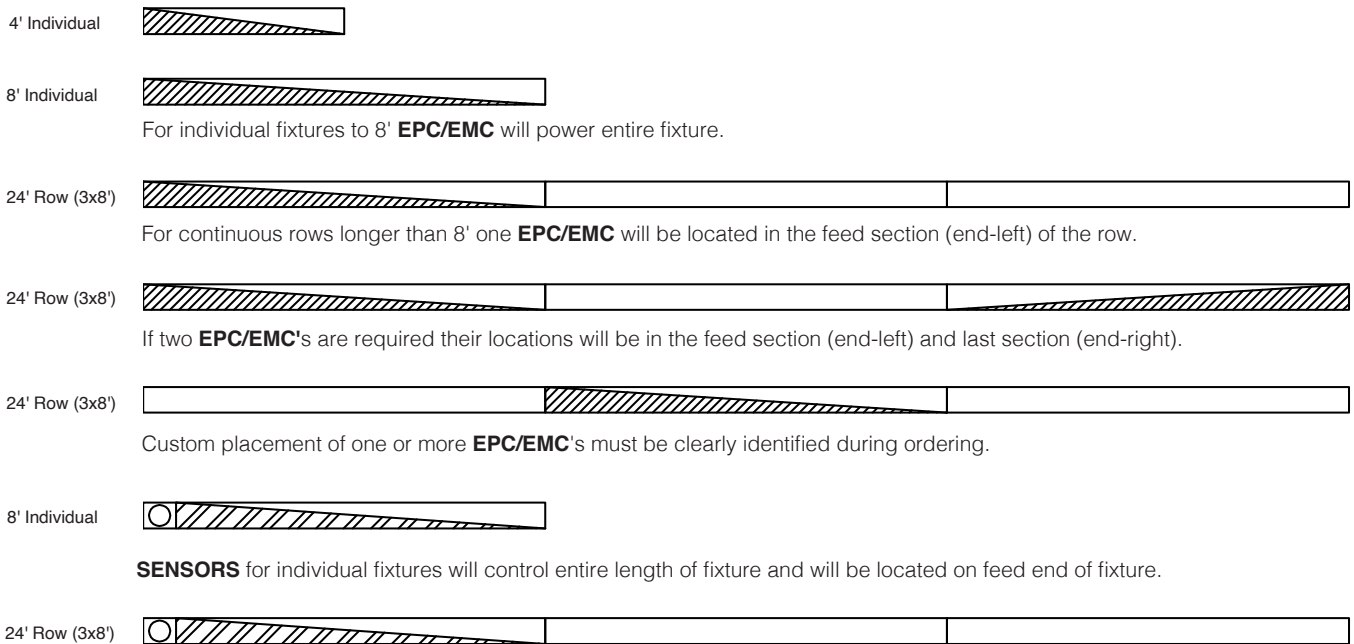 4' Individual
8' Individual
For individual fixtures to 8' EPC/EMC will power entire fixture.
24' Row (3x8')
For continuous rows longer than 8' one EPC/EMC will be located in the feed section (end-left) of the row.
24' Row (3x8')
If two EPC/EMC's are required their locations will be in the feed section (end-left) and last section (end-right).
24' Row (3x8')
Custom placement of one or more EPC/EMC's must be clearly identified during ordering.
8' Individual
SENSORS for individual fixtures will control entire length of fixture and will be located on feed end of fixture.
24' Row (3x8')